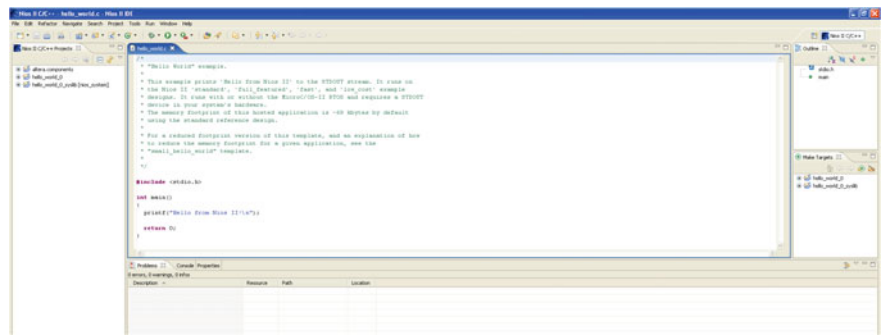 Nios II C/C++ - hello_world.c - Nios II IDE
File Edit Refactor Navigate Search Project Tools Run Window Help
Nios II C/C++
Nios II C/C++ Projects
altera.components
hello_world_0
hello_world_0_syslib [nios_system]
hello_world.c
/*
* "Hello World" example.
*
* This example prints 'Hello from Nios II' to the STDOUT stream. It runs on
* the Nios II 'standard', 'full_featured', 'fast', and 'low_cost' example
* designs. It runs with or without the MicroC/OS-II RTOS and requires a STDOUT
* device in your system's hardware.
* The memory footprint of this hosted application is ~69 kbytes by default
* using the standard reference design.
*
* For a reduced footprint version of this template, and an explanation of how
* to reduce the memory footprint for a given application, see the
* "small_hello_world" template.
*
*/
#include <stdio.h>
int main()
{
printf("Hello from Nios II!\n");
return 0;
}
Outline
stdio.h
main
Make Targets
hello_world_0
hello_world_0_syslib
Problems Console Properties
0 errors, 0 warnings, 0 infos
Description Resource Path Location